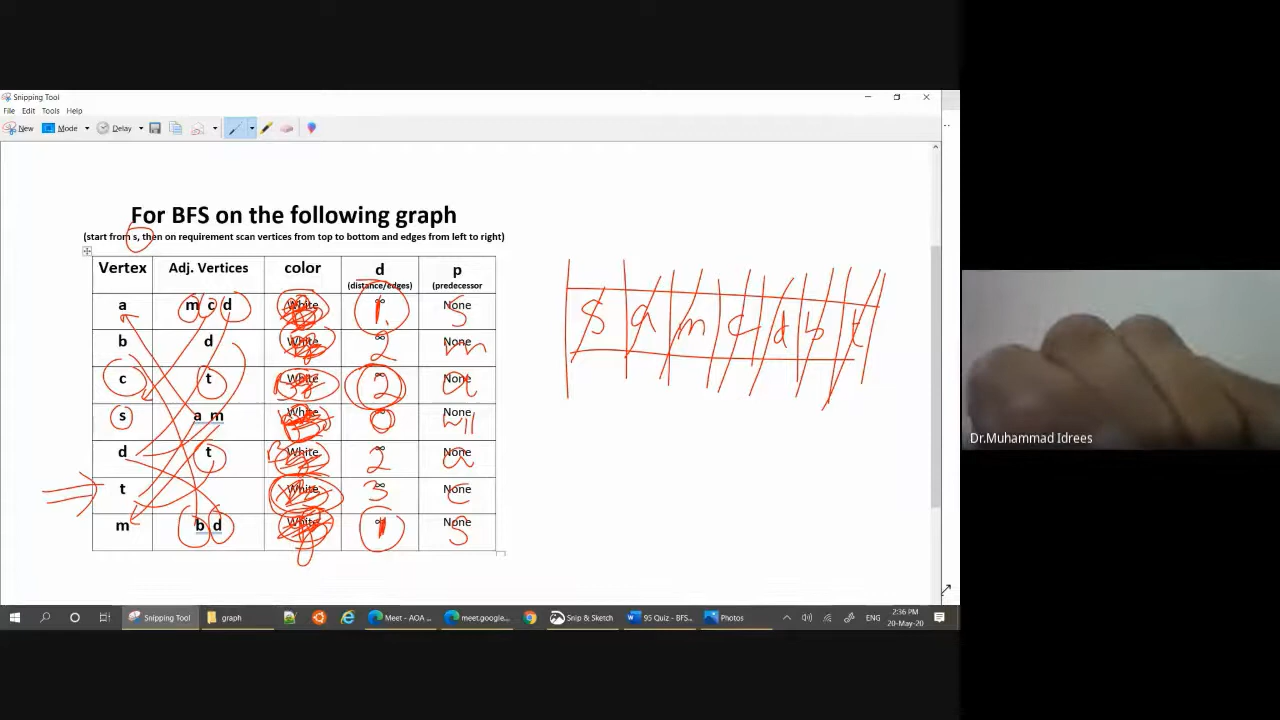 Snipping Tool
File Edit Tools Help
New Mode Delay
For BFS on the following graph
(start from s, then on requirement scan vertices from top to bottom and edges from left to right)
Vertex Adj. Vertices color d (distance/edges) p (predecessor
a m c d White ∞ 1 None S
b d White ∞ 2 None m
c t White ∞ 2 None a
s a m White ∞ 0 None
d t White ∞ 2 None a
t White ∞ 3 None c
m b d White ∞ 1 None S
S a m c d b t
Dr.Muhammad Idrees
Snipping Tool graph Meet - AOA ... meet.google... Snip & Sketch 95 Quiz - BFS... Photos ENG 2:36 PM
20-May-20